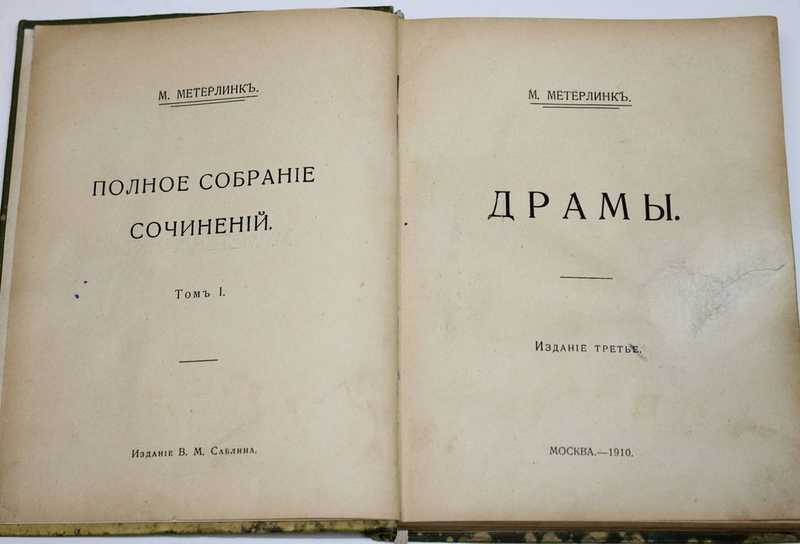 М. МЕТЕРЛИНКЪ.
ПОЛНОЕ СОБРАНІЕ
СОЧИНЕНІЙ.
Томъ I.
Изданіе В. М. Саблина.
М. МЕТЕРЛИНКЪ.
ДРАМЫ.
Изданіе третье.
МОСКВА.—1910.